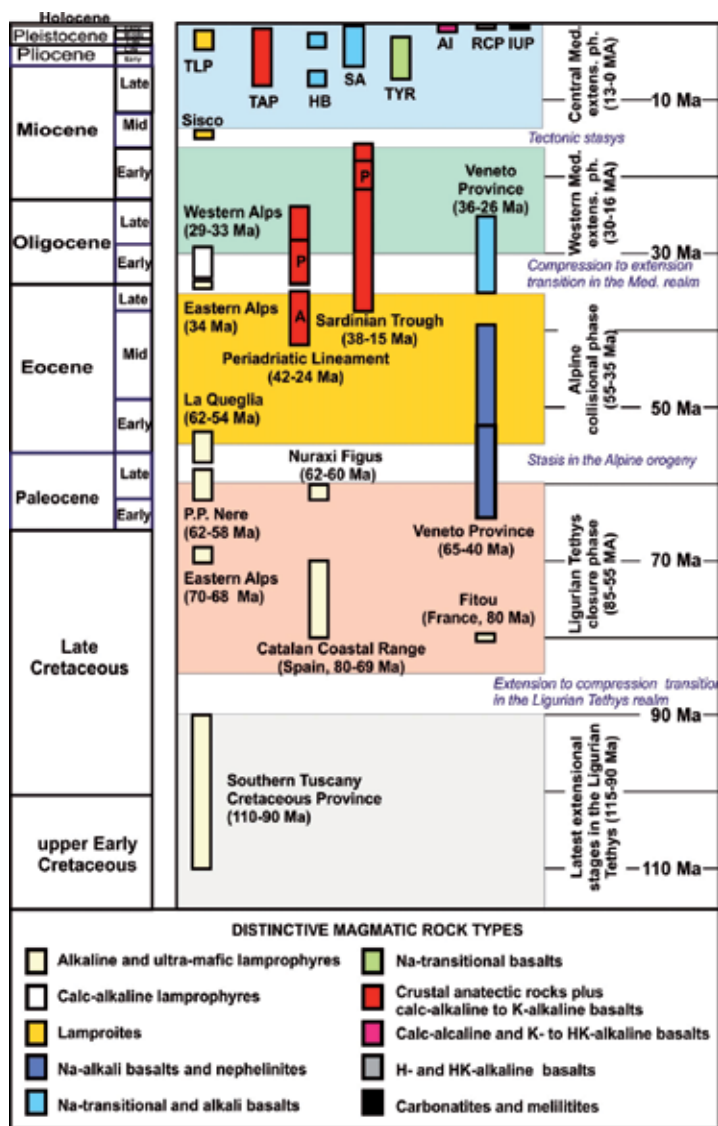 Holocene
Pleistocene
Pliocene
Early
Late
Miocene
Mid
Early
Late
Oligocene
Early
Late
Eocene
Mid
Early
Late
Paleocene
Early
Late
Cretaceous
upper Early
Cretaceous
TLP
TAP
HB
SA
TYR
AI
RCP
IUP
Sisco
Western Alps
(29-33 Ma)
P
P
A
Veneto
Province
(36-26 Ma)
Eastern Alps
(34 Ma)
Sardinian Trough
(38-15 Ma)
Periadriatic Lineament
(42-24 Ma)
La Queglia
(62-54 Ma)
Nuraxi Figus
(62-60 Ma)
P.P. Nere
(62-58 Ma)
Veneto Province
(65-40 Ma)
Eastern Alps
(70-68 Ma)
Fitou
(France, 80 Ma)
Catalan Coastal Range
(Spain, 80-69 Ma)
Southern Tuscany
Cretaceous Province
(110-90 Ma)
Central Med.
extens. ph.
(13-0 MA)
10 Ma
Tectonic stasys
Western Med.
extens. ph.
(30-16 MA)
30 Ma
Compression to extension
transition in the Med. realm
Alpine
collisional phase
(55-35 Ma)
50 Ma
Stasis in the Alpine orogeny
Ligurian Tethys
closure phase
(85-55 MA)
70 Ma
Extension to compression transition
in the Ligurian Tethys realm
90 Ma
Latest extensional
stages in the Ligurian
Tethys (115-90 Ma)
110 Ma
DISTINCTIVE MAGMATIC ROCK TYPES
Alkaline and ultra-mafic lamprophyres
Calc-alkaline lamprophyres
Lamproites
Na-alkali basalts and nephelinites
Na-transitional and alkali basalts
Na-transitional basalts
Crustal anatectic rocks plus
calc-alkaline to K-alkaline basalts
Calc-alcaline and K- to HK-alkaline basalts
H- and HK-alkaline basalts
Carbonatites and melilitites